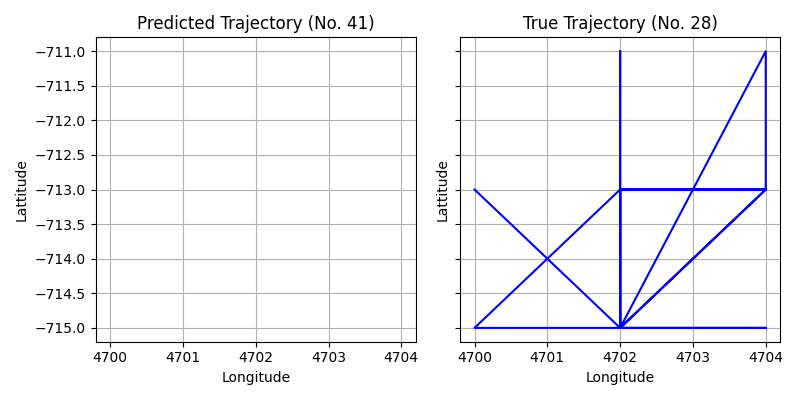 Predicted Trajectory (No. 41)
−711.0
−711.5
−712.0
−712.5
−713.0
−713.5
−714.0
−714.5
−715.0
Lattitude
4700 4701 4702 4703 4704
Longitude
True Trajectory (No. 28)
Lattitude
4700 4701 4702 4703 4704
Longitude